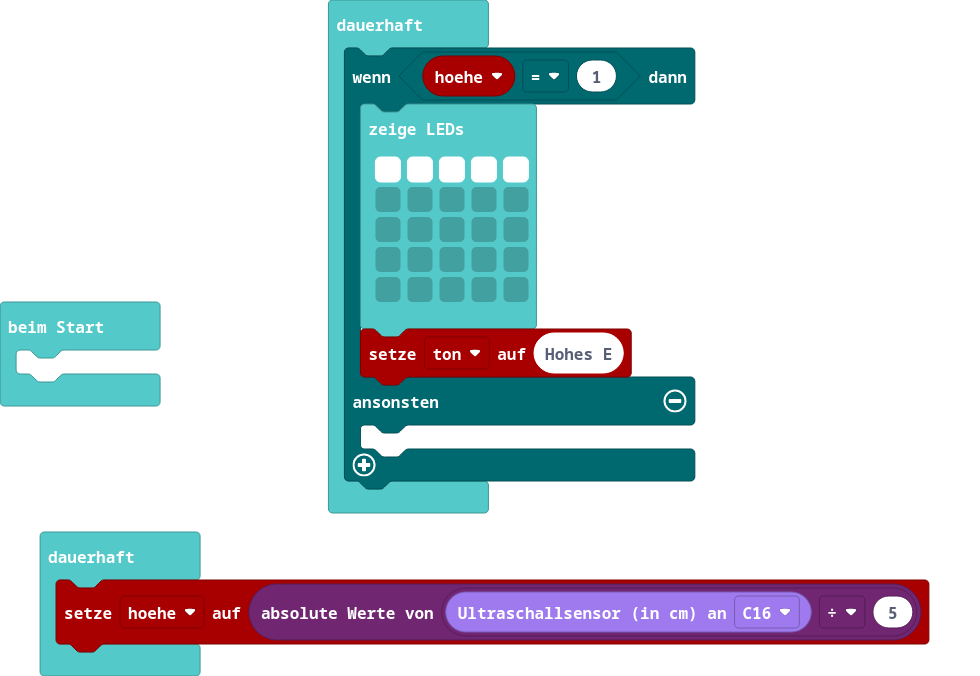 dauerhaft
wenn hoehe = 1 dann
zeige LEDs
setze ton auf Hohes E
ansonsten
beim Start
dauerhaft
setze hoehe auf absolute Werte von Ultraschallsensor (in cm) an C16 ÷ 5